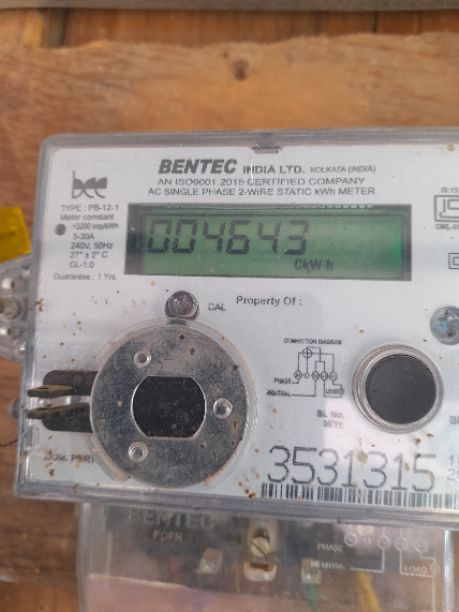 BENTEC INDIA LTD. KOLKATA (INDIA)
AN ISO9001:2015 CERTIFIED COMPANY
AC SINGLE PHASE 2-WIRE STATIC kWh METER
TYPE : PB-12-1
Meter constant
3200 imp/kWh
5-30A
240V, 50Hz
27° ± 2° C
CL-1.0
Guarantee : 1 Yrs.
004643
CkWh
CAL
Property Of :
CONNECTION DIAGRAM
PHASE
NEUTRAL
LOAD
SL No.
M/Yr.
3531315
BENTEC
PHASE
NEUTRAL
LOAD